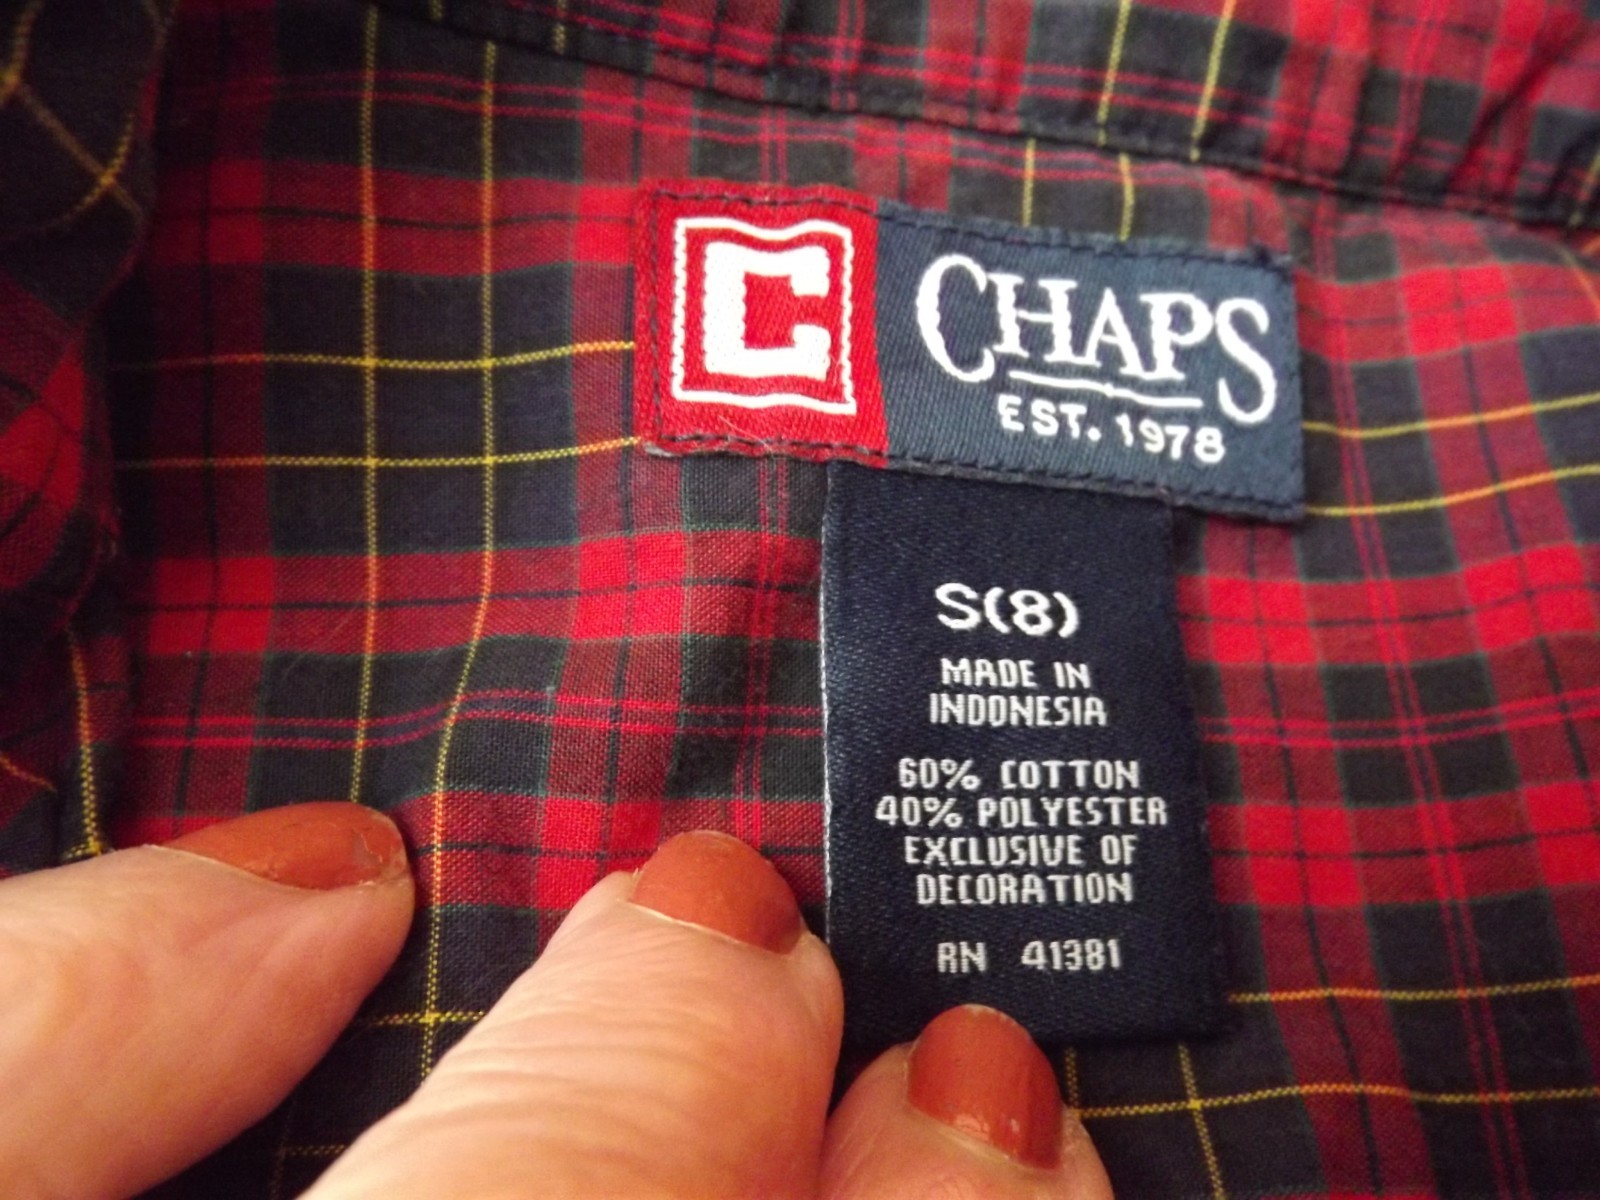 C
CHAPS
EST. 1978
S(8)
MADE IN
INDONESIA
60% COTTON
40% POLYESTER
EXCLUSIVE OF
DECORATION
RN 41381